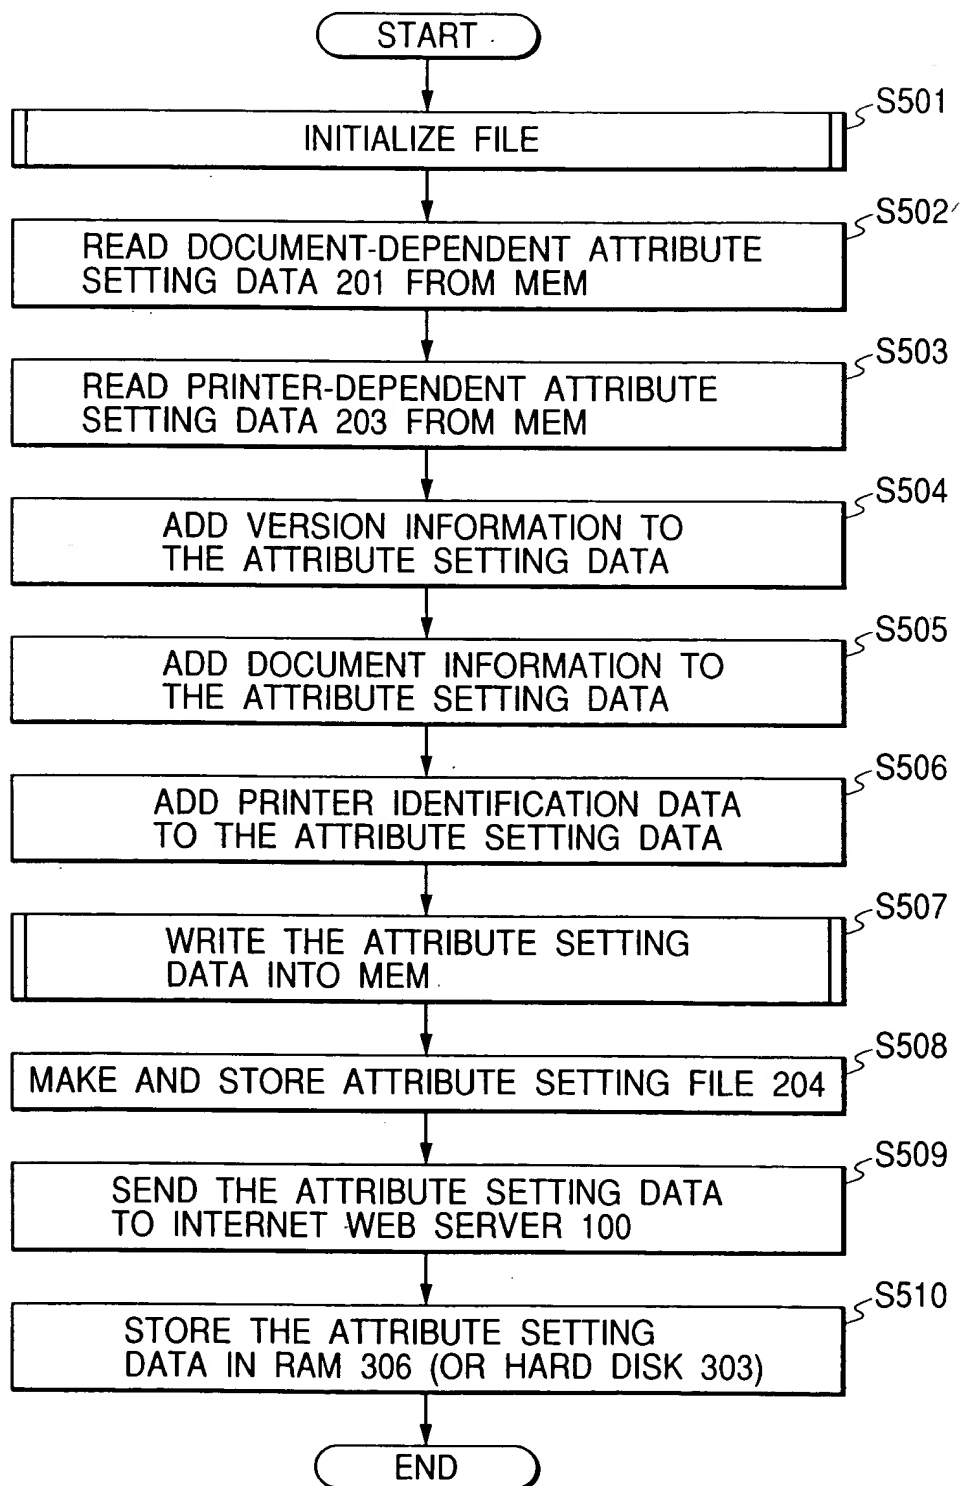 START
S501
INITIALIZE FILE
S502
READ DOCUMENT-DEPENDENT ATTRIBUTE
SETTING DATA 201 FROM MEM
S503
READ PRINTER-DEPENDENT ATTRIBUTE
SETTING DATA 203 FROM MEM
S504
ADD VERSION INFORMATION TO
THE ATTRIBUTE SETTING DATA
S505
ADD DOCUMENT INFORMATION TO
THE ATTRIBUTE SETTING DATA
S506
ADD PRINTER IDENTIFICATION DATA
TO THE ATTRIBUTE SETTING DATA
S507
WRITE THE ATTRIBUTE SETTING
DATA INTO MEM
S508
MAKE AND STORE ATTRIBUTE SETTING FILE 204
S509
SEND THE ATTRIBUTE SETTING DATA
TO INTERNET WEB SERVER 100
S510
STORE THE ATTRIBUTE SETTING
DATA IN RAM 306 (OR HARD DISK 303)
END